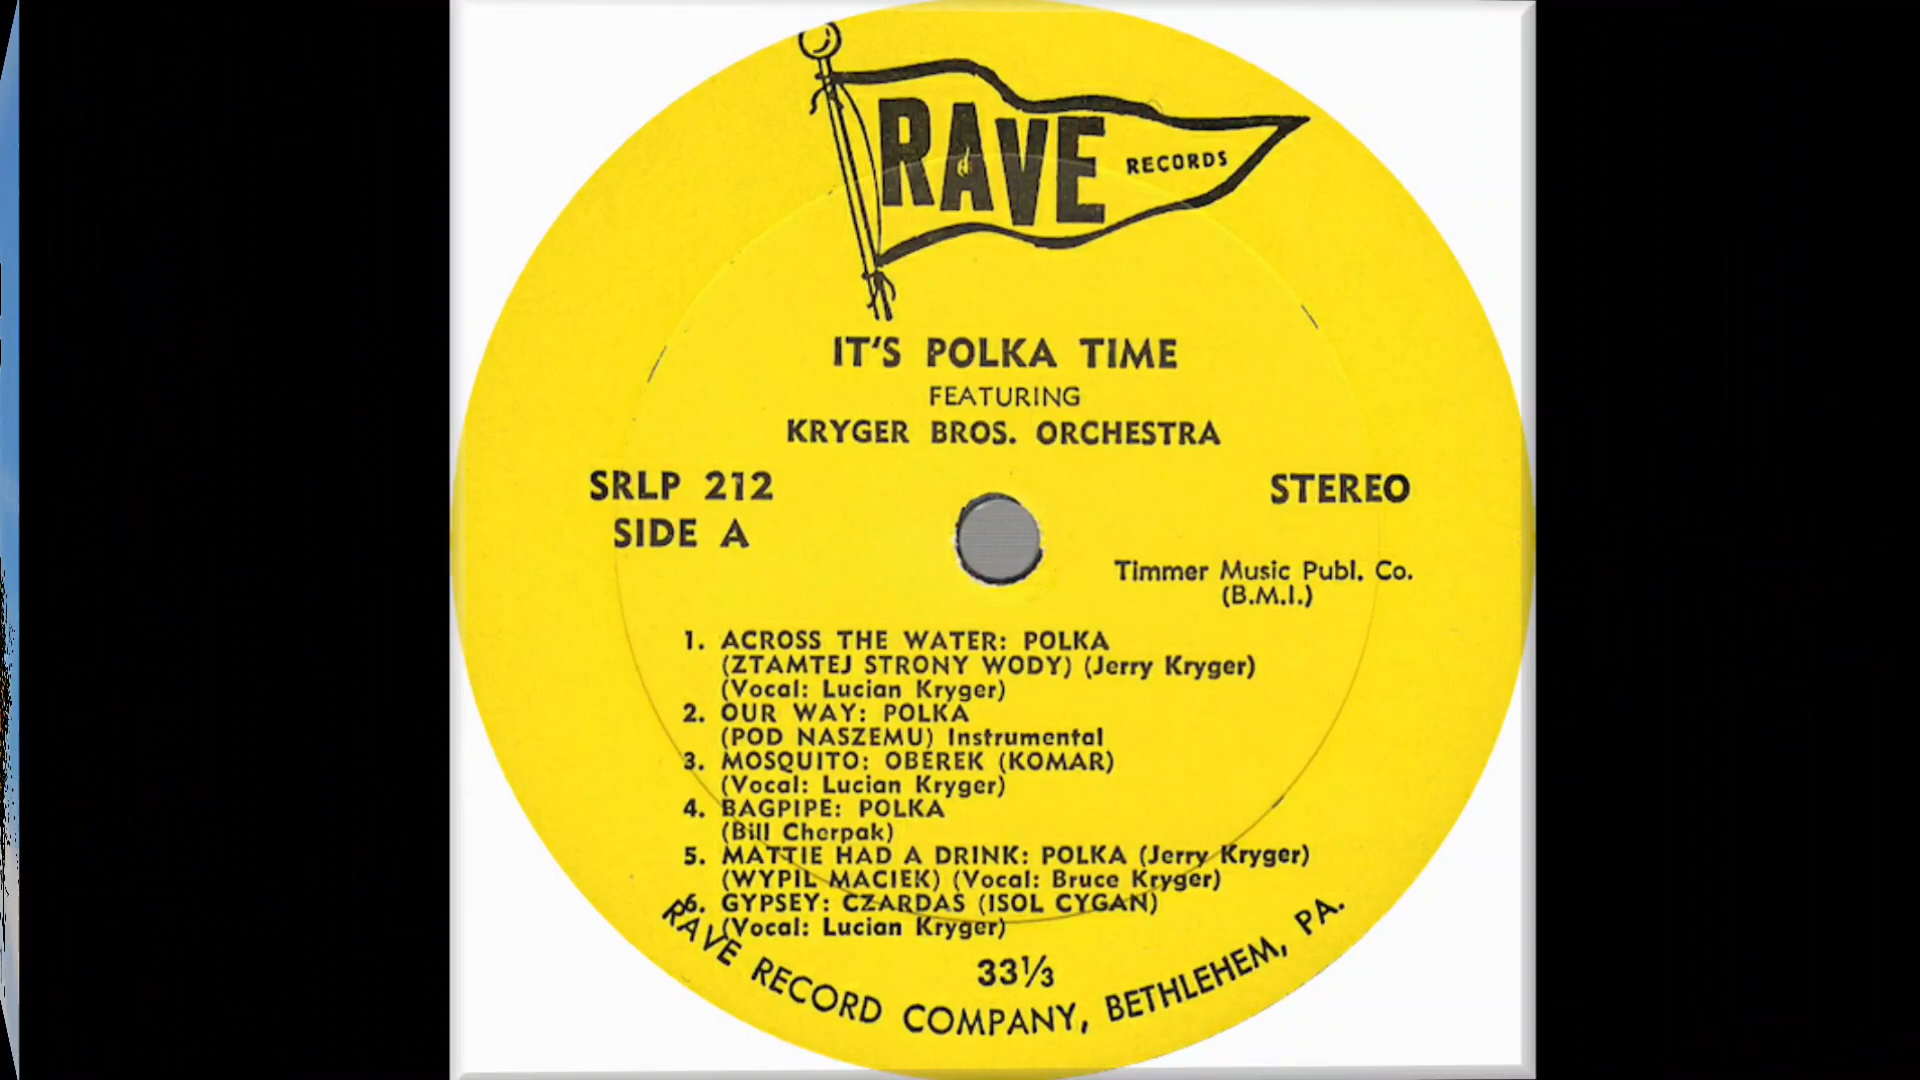 RAVE RECORDS
IT'S POLKA TIME
FEATURING
KRYGER BROS. ORCHESTRA
SRLP 212
SIDE A
STEREO
Timmer Music Publ. Co.
(B.M.I.)
1. ACROSS THE WATER: POLKA
(ZTAMTEJ STRONY WODY) (Jerry Kryger)
(Vocal: Lucian Kryger)
2. OUR WAY: POLKA
(POD NASZEMU) Instrumental
3. MOSQUITO: OBEREK (KOMAR)
(Vocal: Lucian Kryger)
4. BAGPIPE: POLKA
(Bill Cherpak)
5. MATTIE HAD A DRINK: POLKA (Jerry Kryger)
(WYPIL MACIEK) (Vocal: Bruce Kryger)
6. GYPSEY: CZARDAS (ISOL CYGAN)
(Vocal: Lucian Kryger)
33⅓
RAVE RECORD COMPANY, BETHLEHEM, PA.